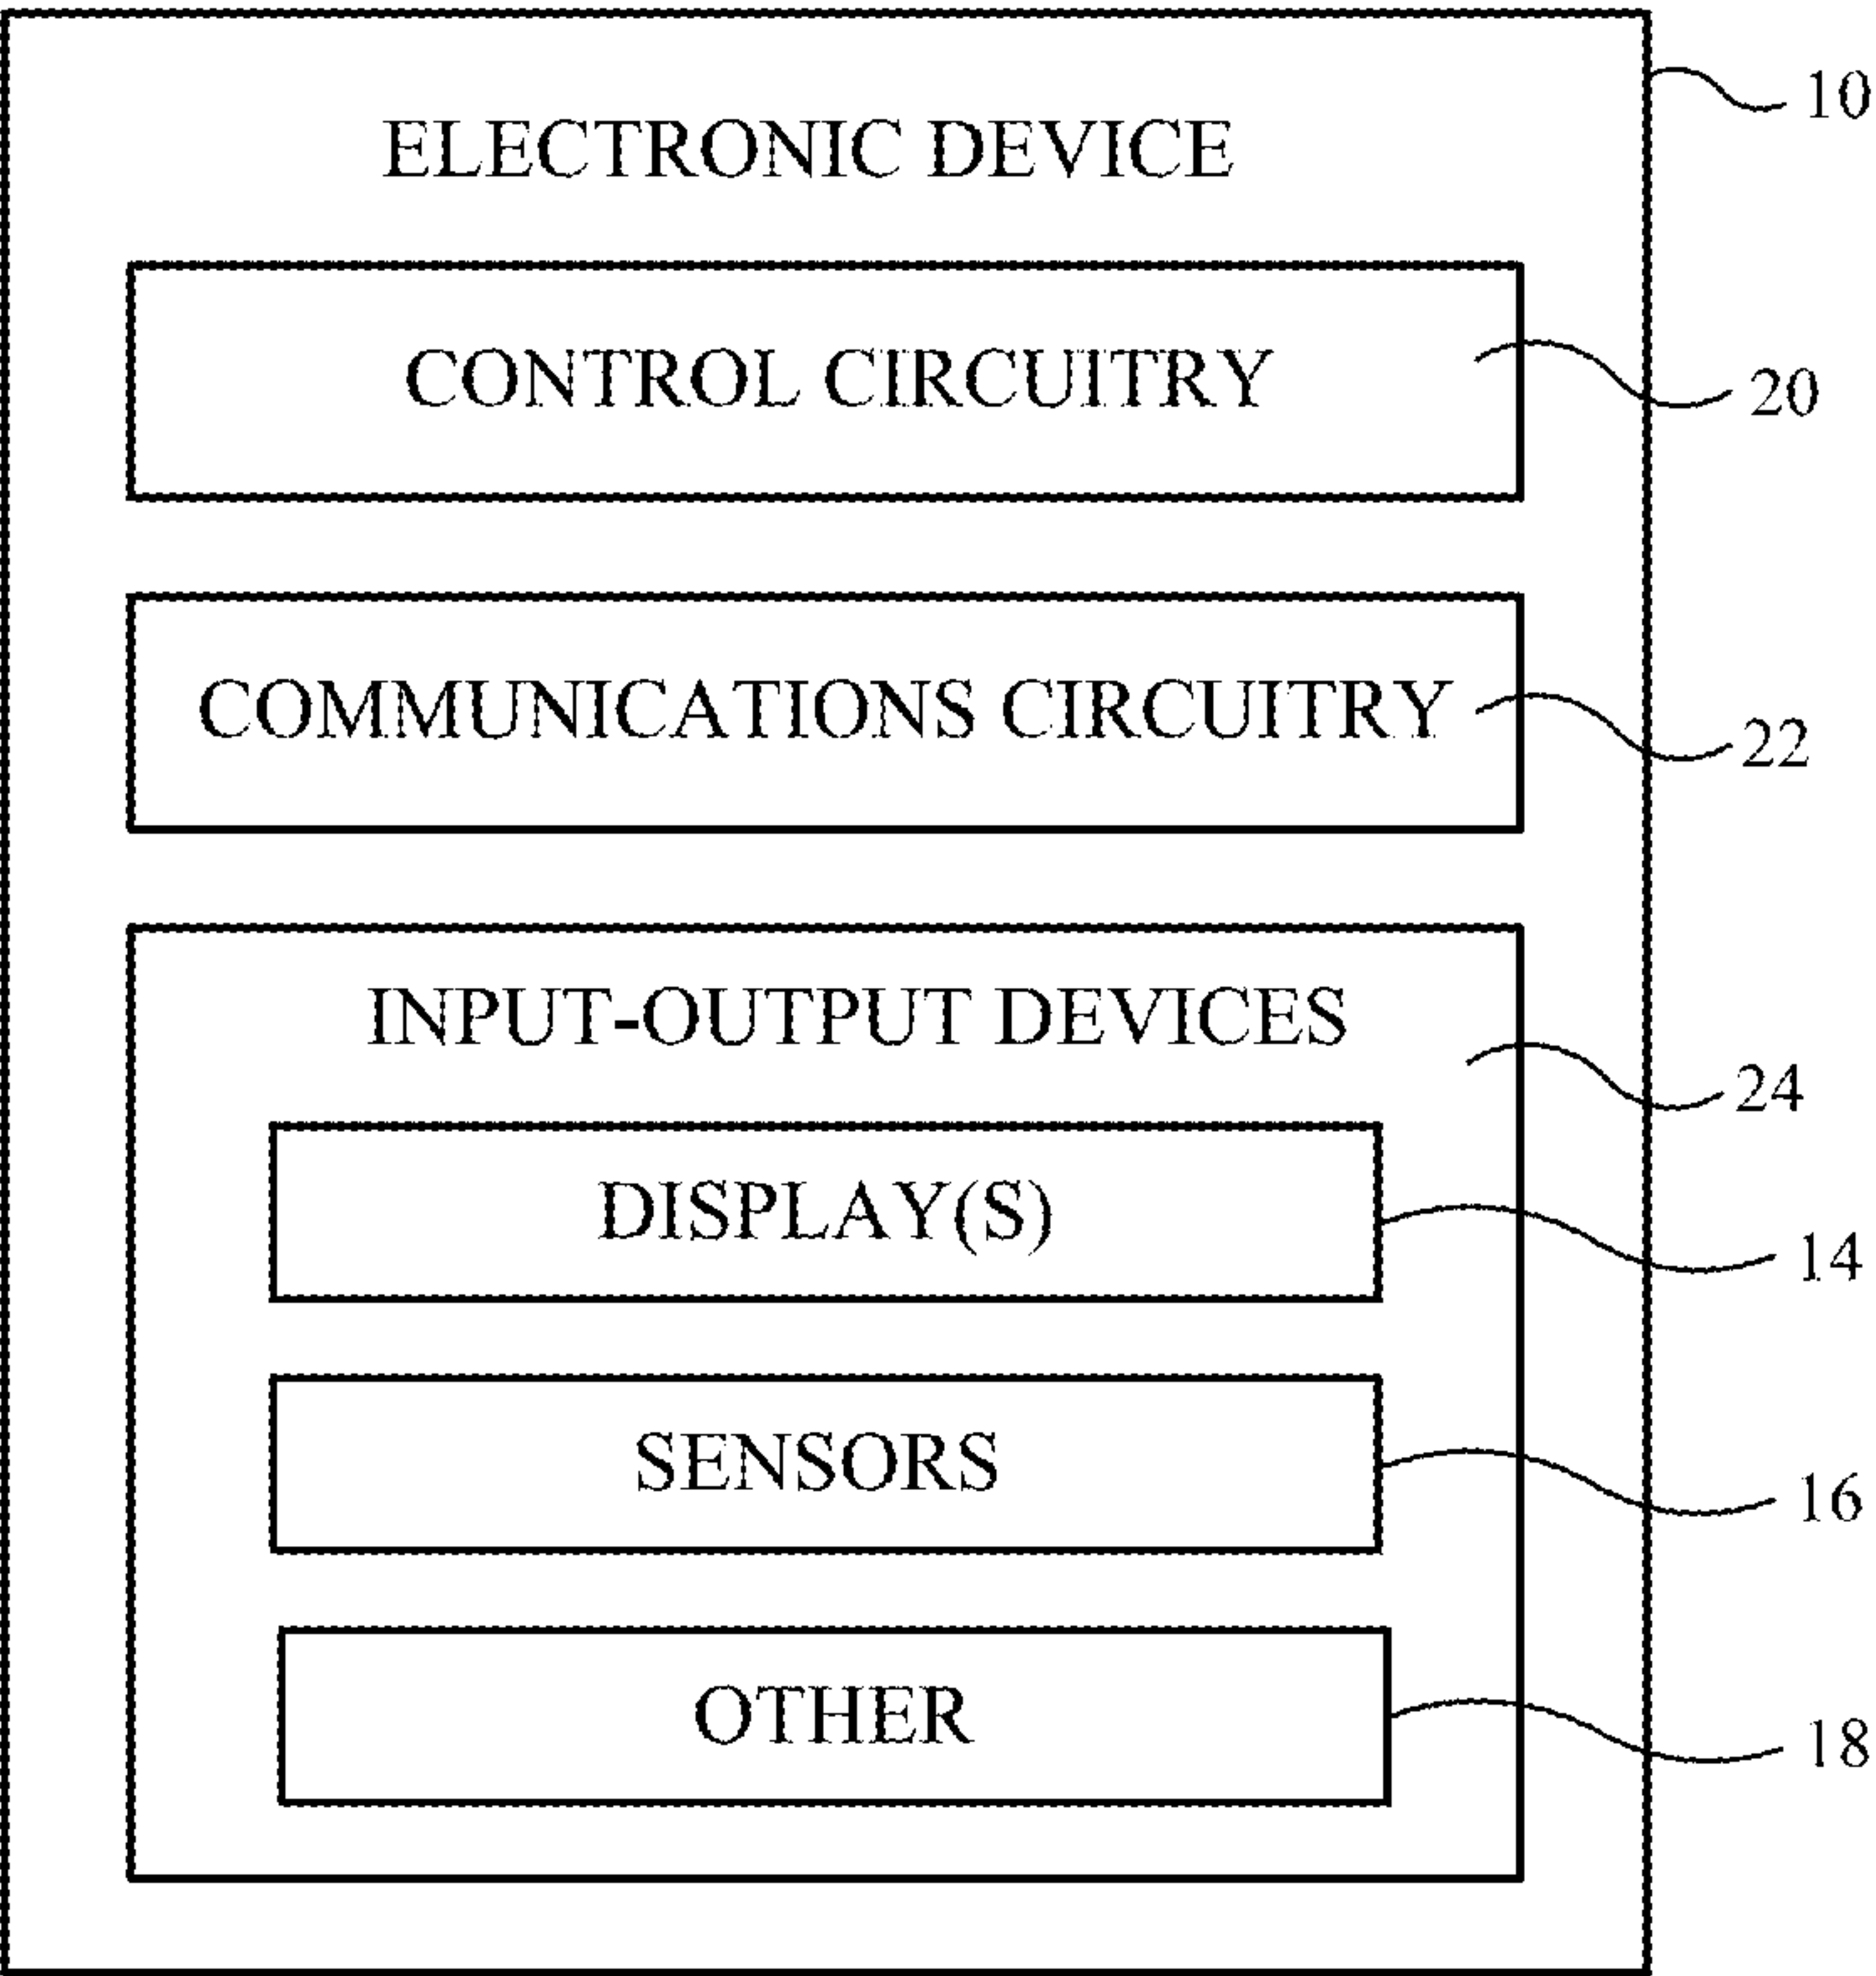 ELECTRONIC DEVICE
10
CONTROL CIRCUITRY
20
COMMUNICATIONS CIRCUITRY
22
INPUT-OUTPUT DEVICES
24
DISPLAY(S)
14
SENSORS
16
OTHER
18